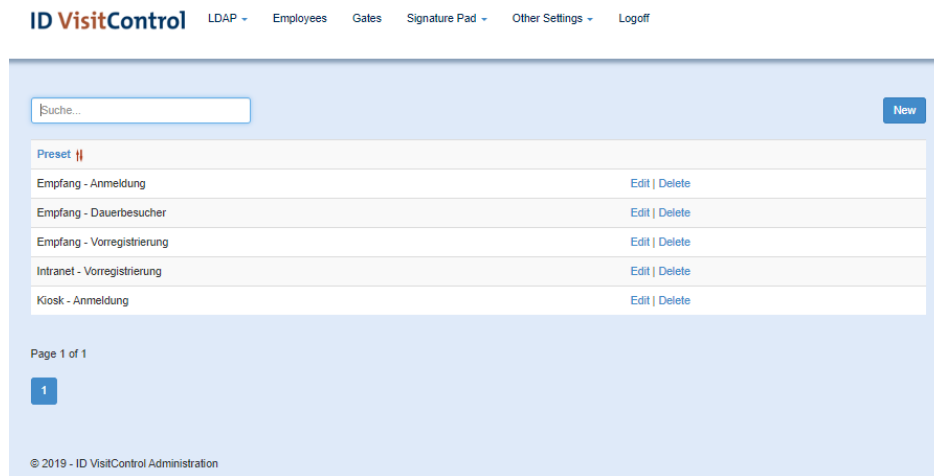 ID VisitControl LDAP Employees Gates Signature Pad Other Settings Logoff
Suche... New
Preset
Empfang - Anmeldung Edit | Delete
Empfang - Dauerbesucher Edit | Delete
Empfang - Vorregistrierung Edit | Delete
Intranet - Vorregistrierung Edit | Delete
Kiosk - Anmeldung Edit | Delete
Page 1 of 1
1
© 2019 - ID VisitControl Administration